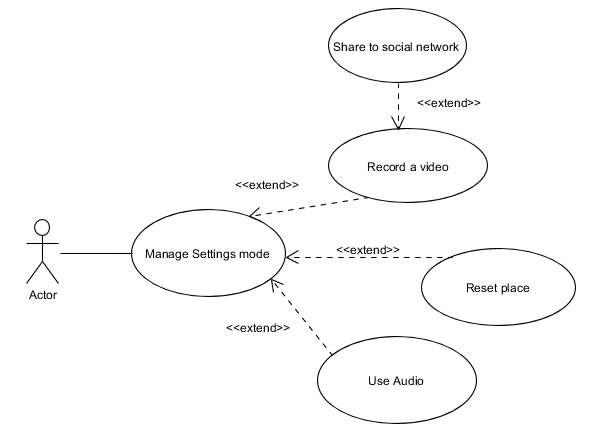 Share to social network
<<extend>>
Record a video
<<extend>>
Manage Settings mode
<<extend>>
Actor
Reset place
<<extend>>
Use Audio